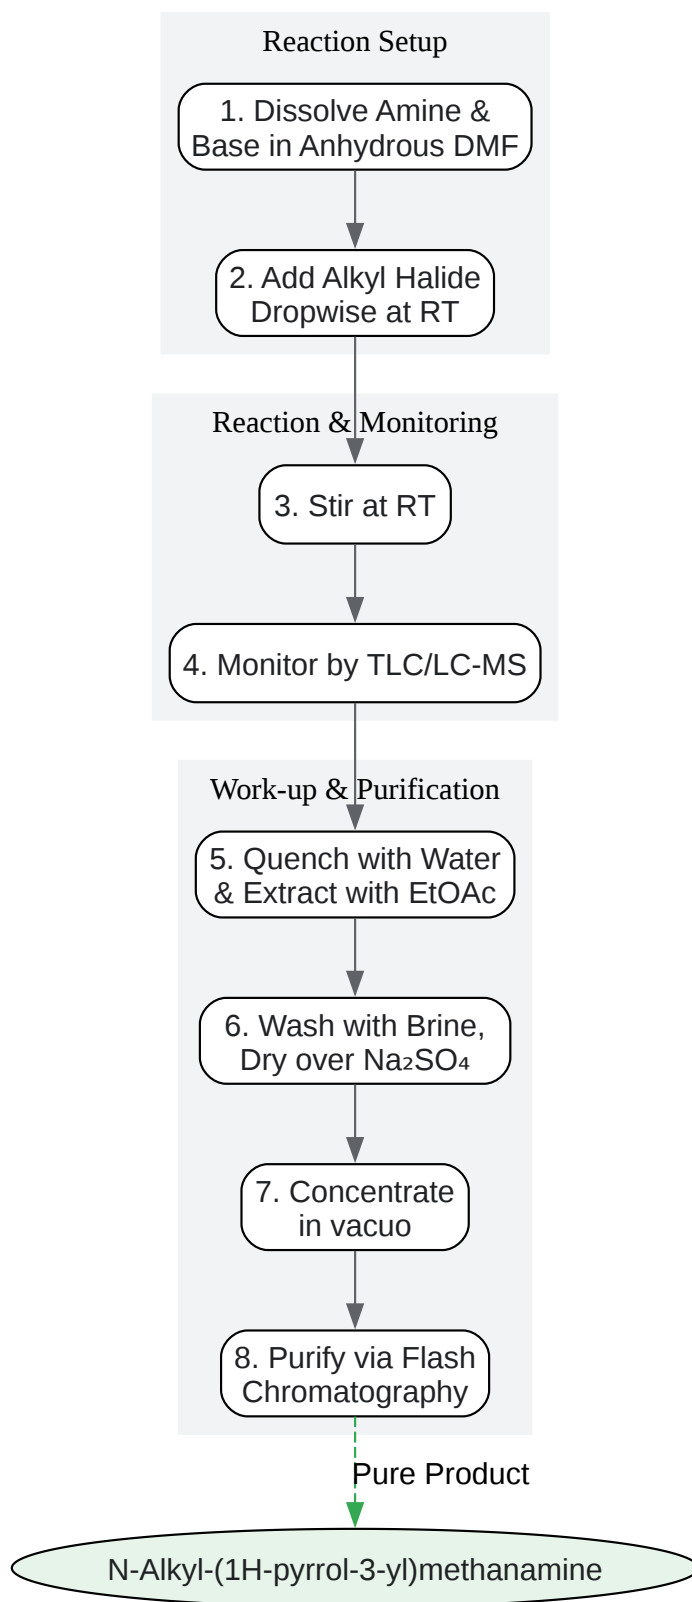 Reaction Setup
1. Dissolve Amine &
Base in Anhydrous DMF
2. Add Alkyl Halide
Dropwise at RT
Reaction & Monitoring
3. Stir at RT
4. Monitor by TLC/LC-MS
Work-up & Purification
5. Quench with Water
& Extract with EtOAc
6. Wash with Brine,
Dry over Na₂SO₄
7. Concentrate
in vacuo
8. Purify via Flash
Chromatography
Pure Product
N-Alkyl-(1H-pyrrol-3-yl)methanamine